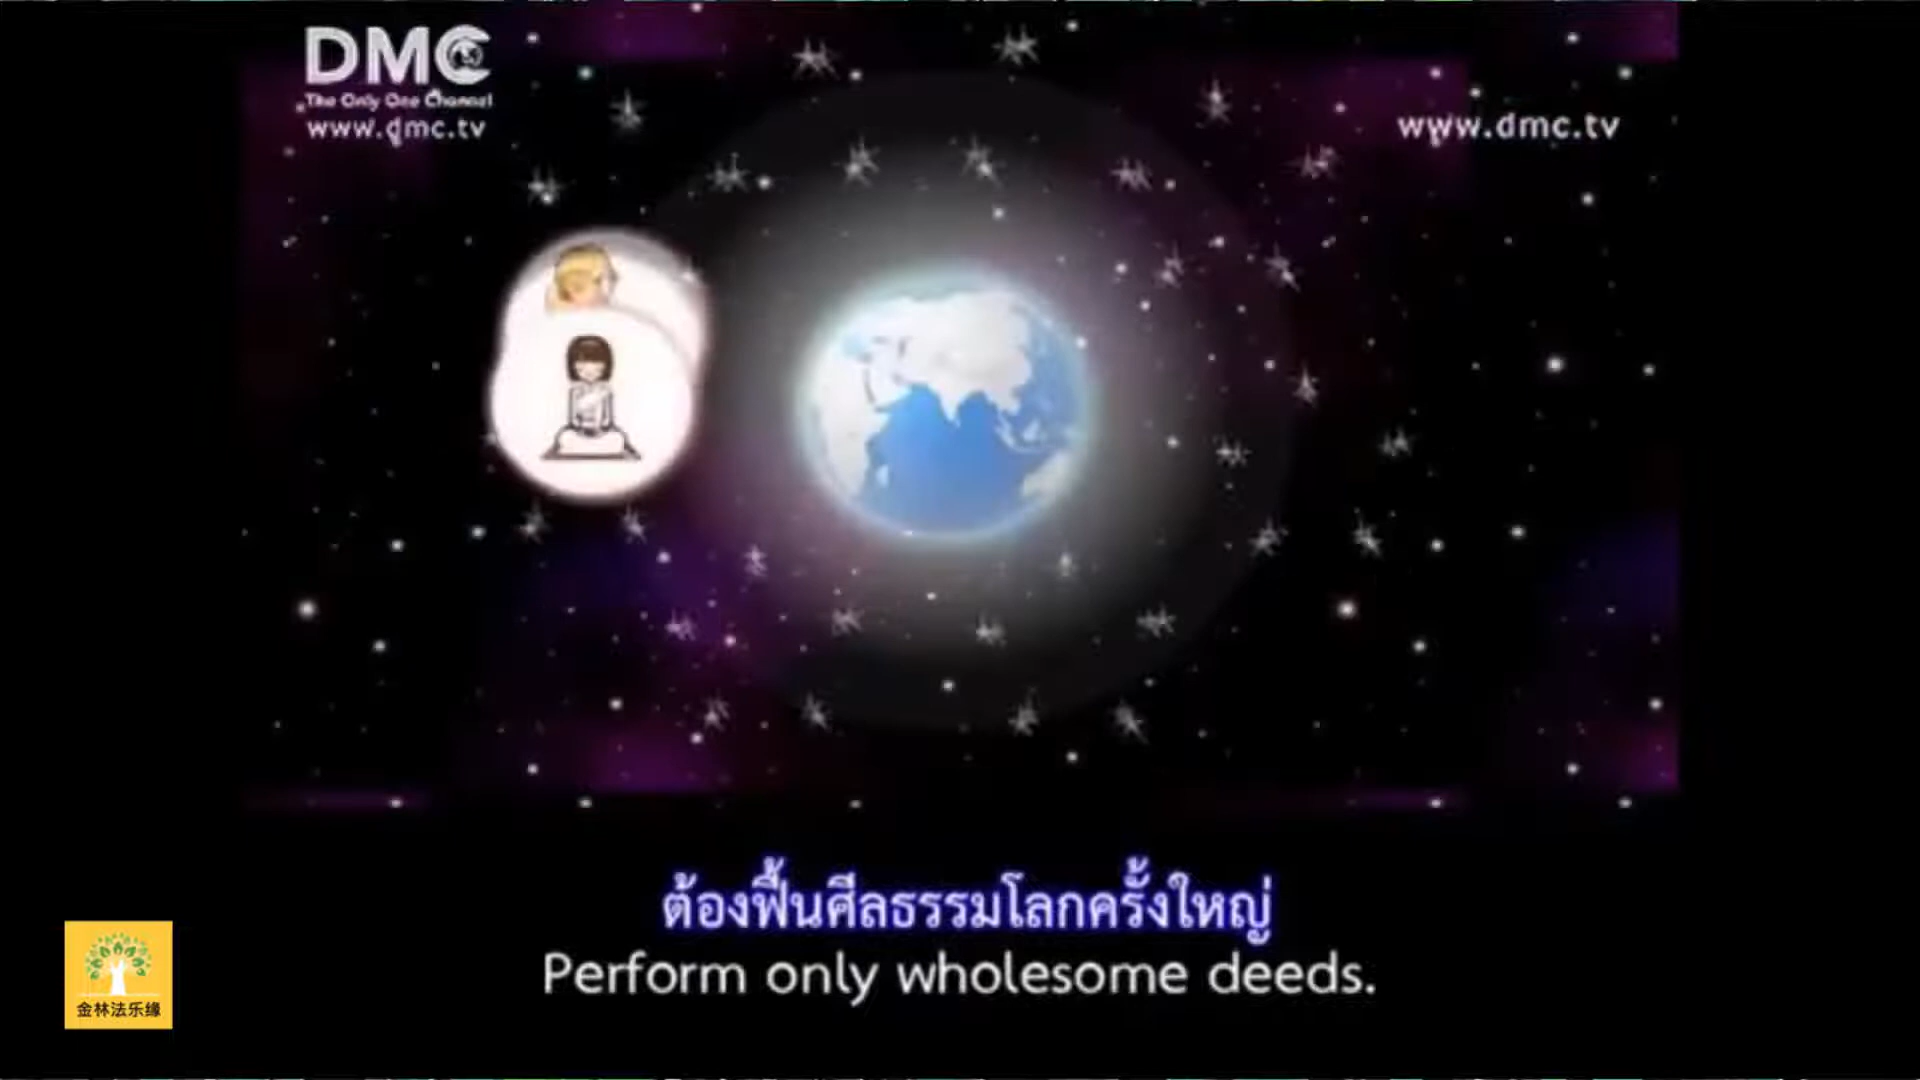 DMC
The Only One Channel
www.dmc.tv
www.dmc.tv
ต้องฟื้นศีลธรรมโลกครั้งใหญ่
Perform only wholesome deeds.
金林法乐缘